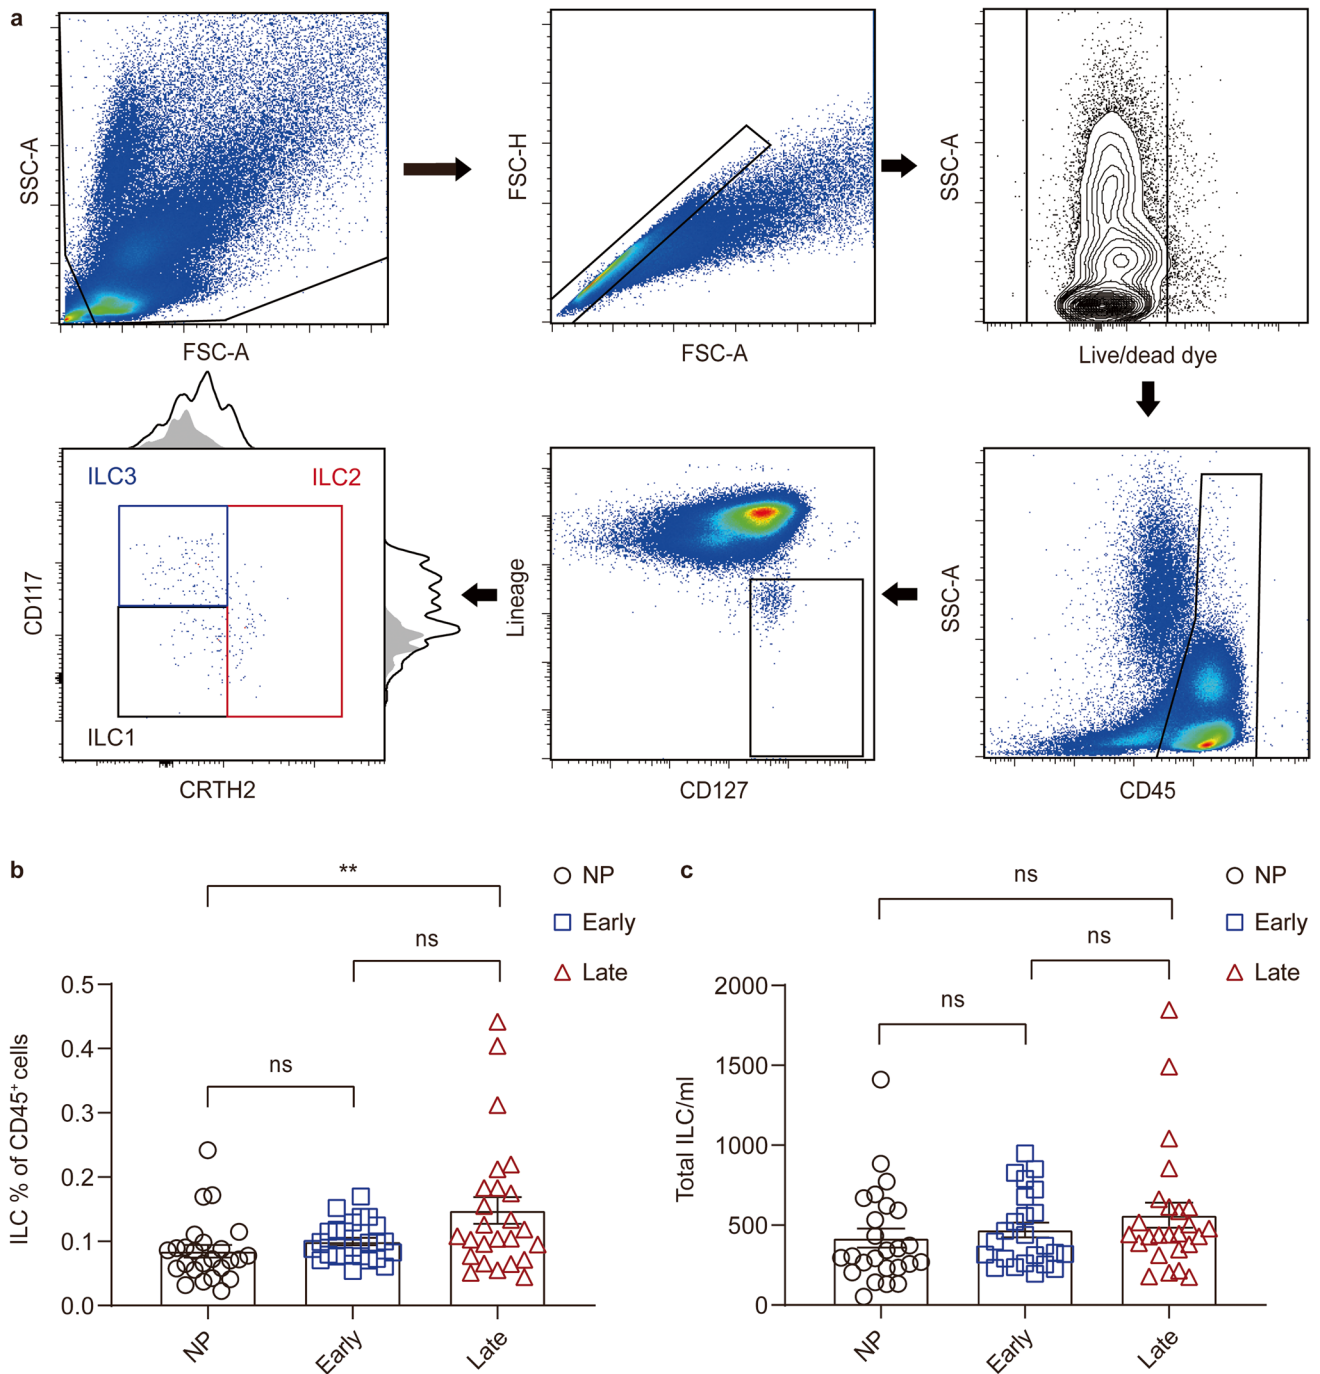 a
SSC-A
FSC-A
FSC-H
FSC-A
SSC-A
Live/dead dye
ILC3
ILC2
CD117
ILC1
CRTH2
Lineage
CD127
SSC-A
CD45
b
**
ns
ns
NP
Early
Late
ILC % of CD45⁺ cells
0.5
0.4
0.3
0.2
0.1
0.0
NP
Early
Late
c
ns
ns
ns
NP
Early
Late
Total ILC/ml
2000
1500
1000
500
0
NP
Early
Late